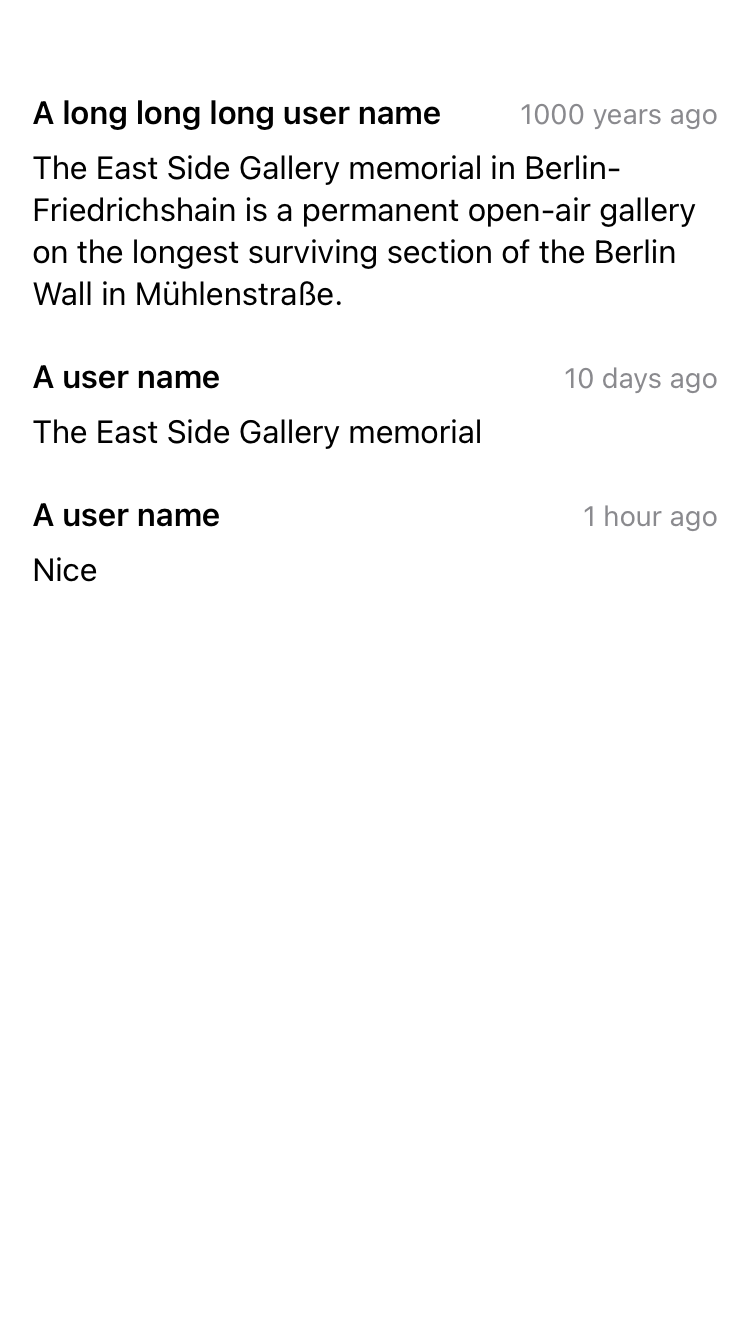 A long long long user name 1000 years ago
The East Side Gallery memorial in Berlin-
Friedrichshain is a permanent open-air gallery
on the longest surviving section of the Berlin
Wall in Mühlenstraße.
A user name 10 days ago
The East Side Gallery memorial
A user name 1 hour ago
Nice